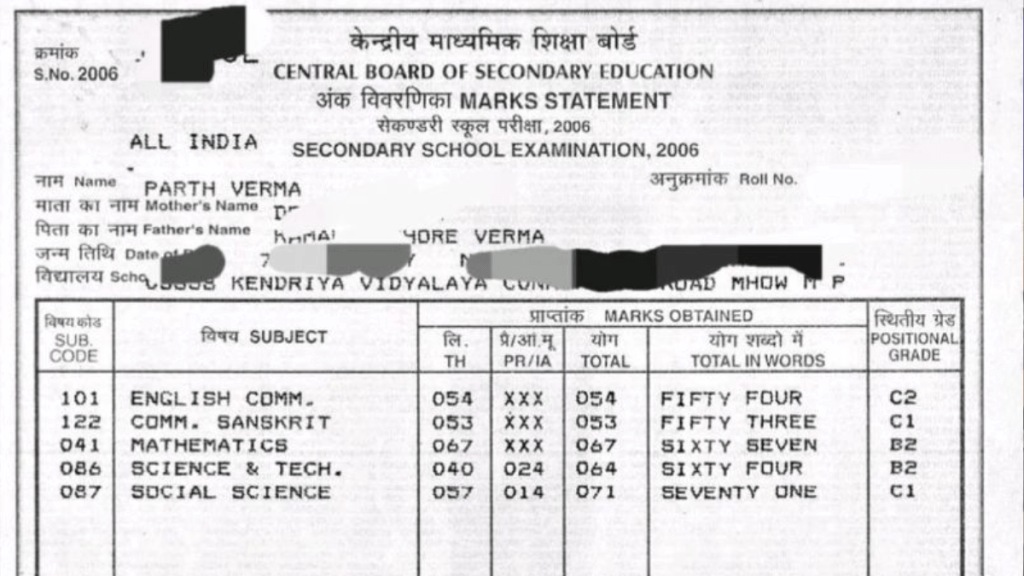 क्रमांक
S.No. 2006
केन्द्रीय माध्यमिक शिक्षा बोर्ड
CENTRAL BOARD OF SECONDARY EDUCATION
अंक विवरणिका MARKS STATEMENT
सेकण्डरी स्कूल परीक्षा, 2006
ALL INDIA
SECONDARY SCHOOL EXAMINATION, 2006
नाम Name PARTH VERMA अनुक्रमांक Roll No.
माता का नाम Mother's Name
पिता का नाम Father's Name VERMA
जन्म तिथि Date
विद्यालय KENDRIYA VIDYALAYA ROAD MHOW M P
विषय कोड SUB. CODE विषय SUBJECT प्राप्तांक MARKS OBTAINED स्थितीय ग्रेड POSITIONAL GRADE
लि. TH प्रै/आं.मू PR/IA योग TOTAL योग शब्दो में TOTAL IN WORDS
101 ENGLISH COMM. 054 XXX 054 FIFTY FOUR C2
122 COMM. SANSKRIT 053 XXX 053 FIFTY THREE C1
041 MATHEMATICS 067 XXX 067 SIXTY SEVEN B2
086 SCIENCE & TECH. 040 024 064 SIXTY FOUR B2
087 SOCIAL SCIENCE 057 014 071 SEVENTY ONE C1